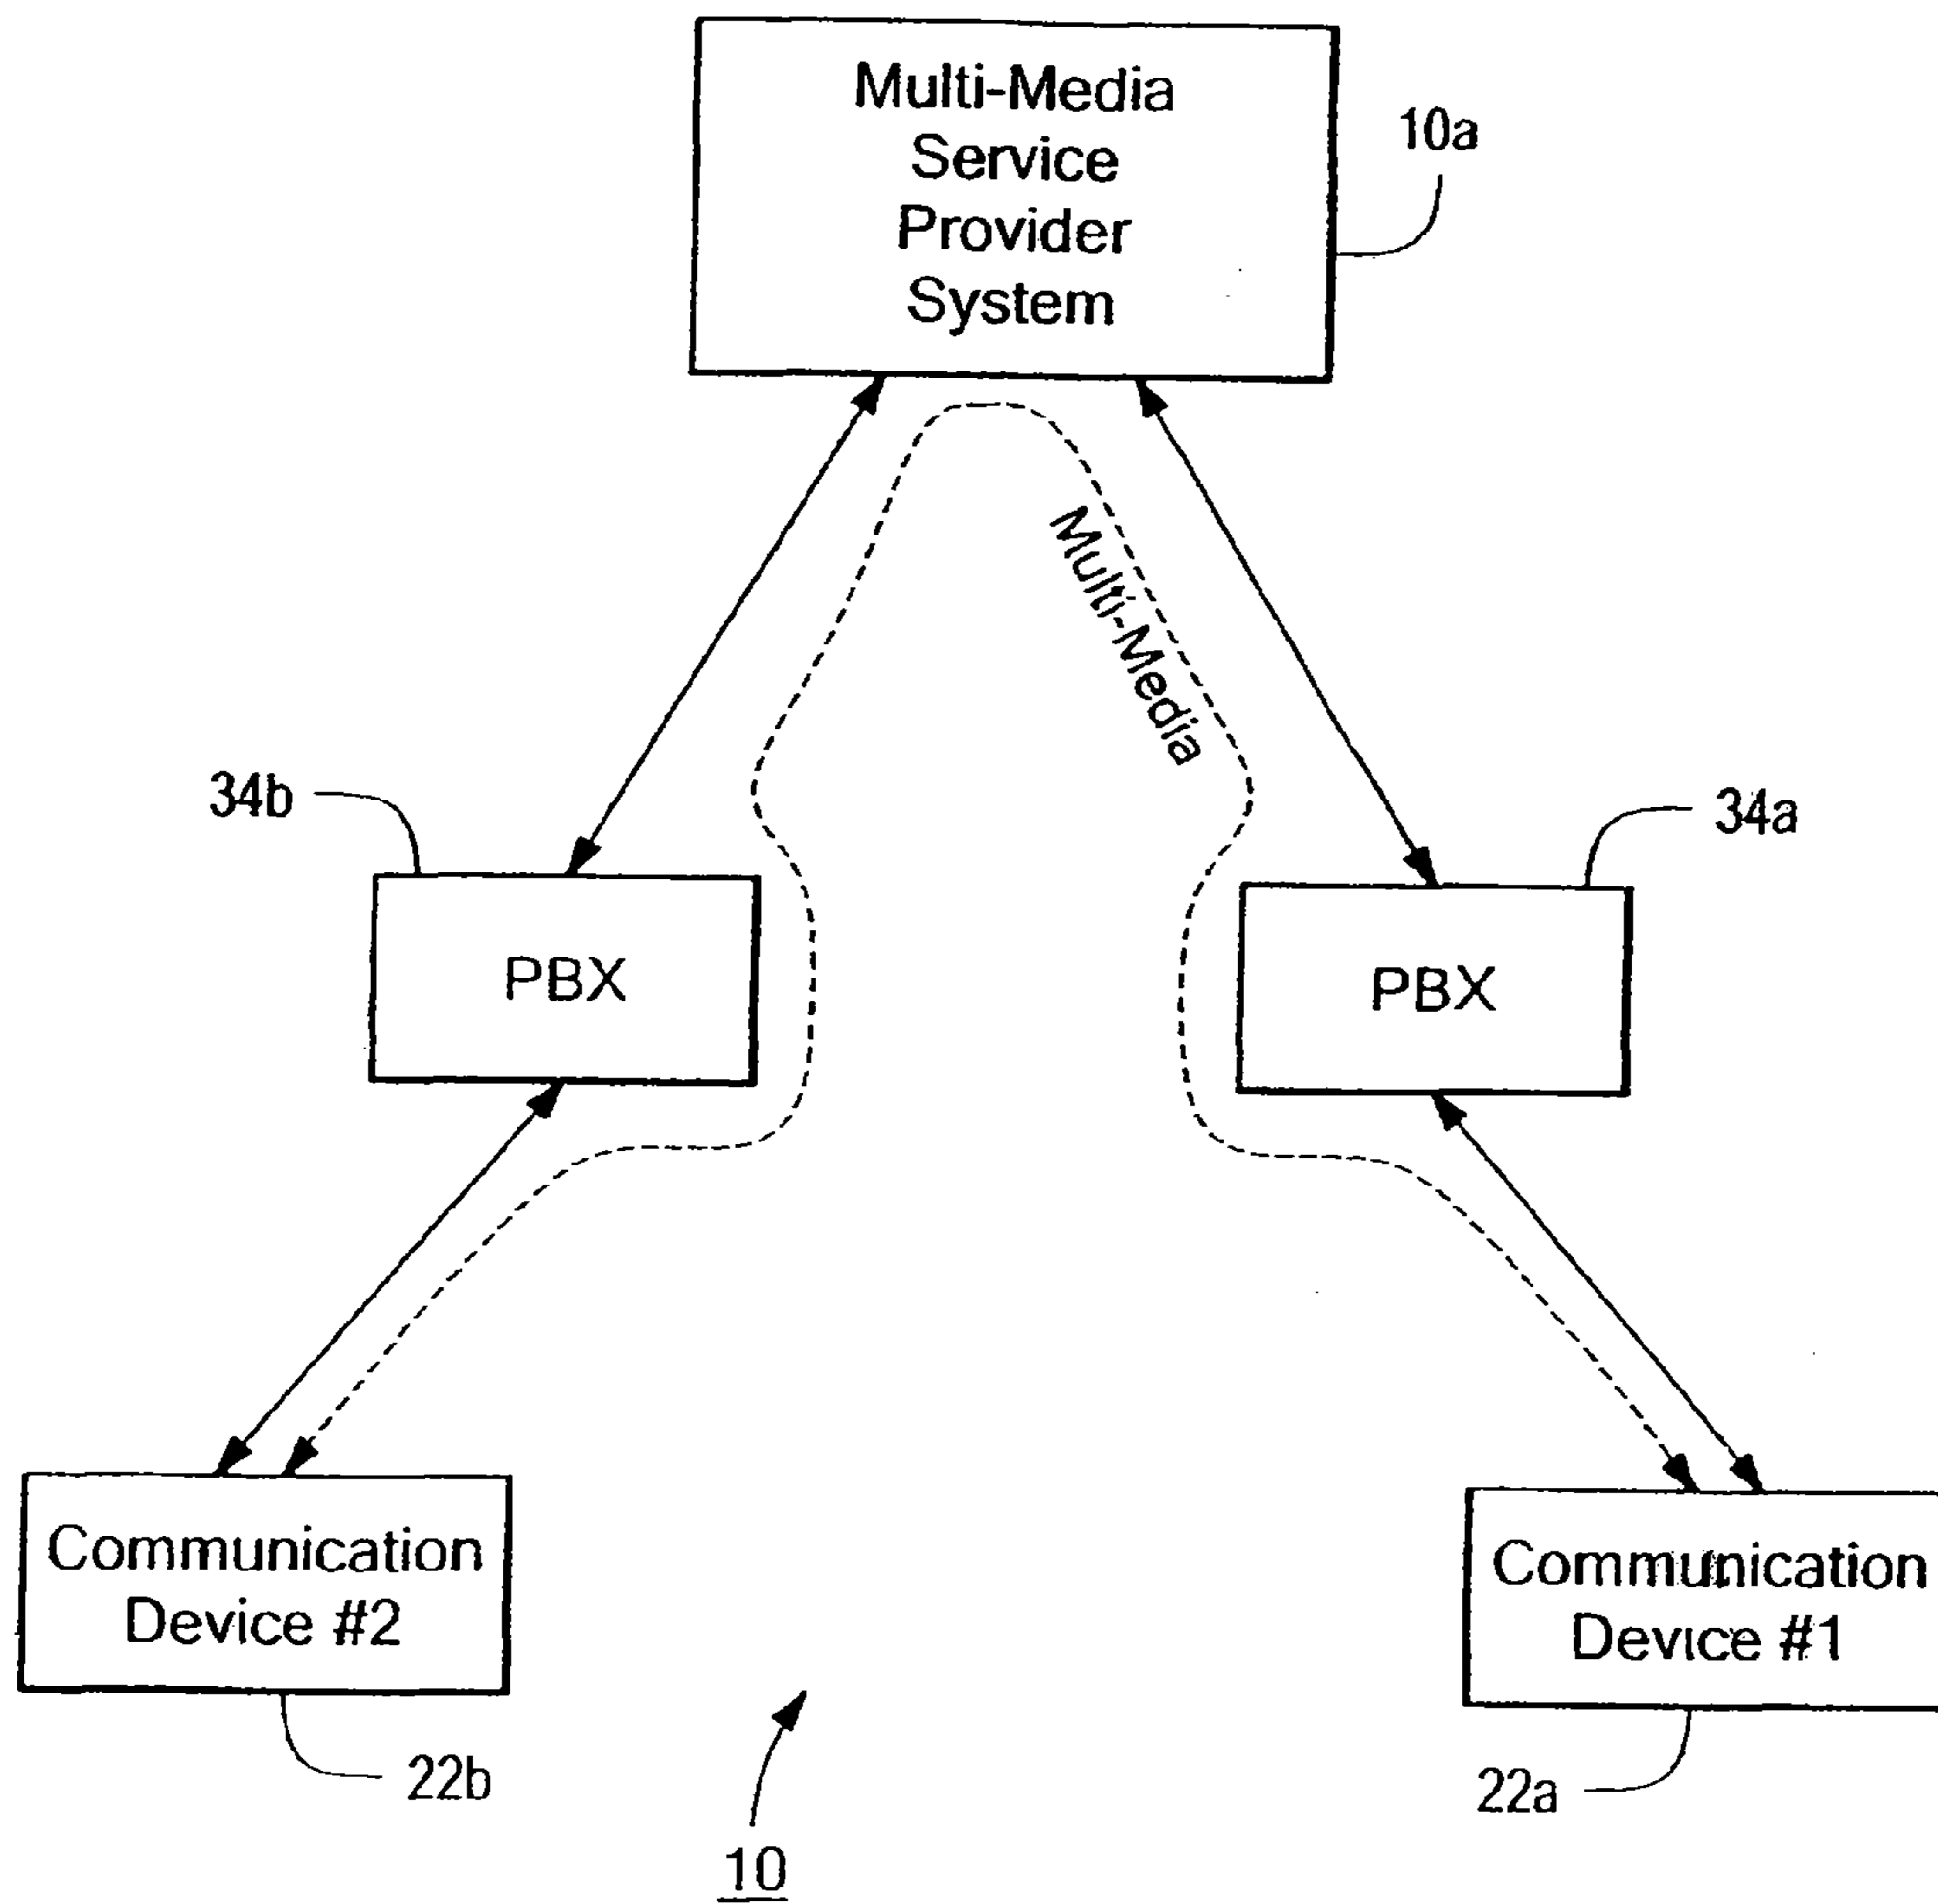 Multi-Media
Service
Provider
System
10a
Multi-Media
34b
34a
PBX
PBX
Communication
Device #2
Communication
Device #1
22b
22a
10